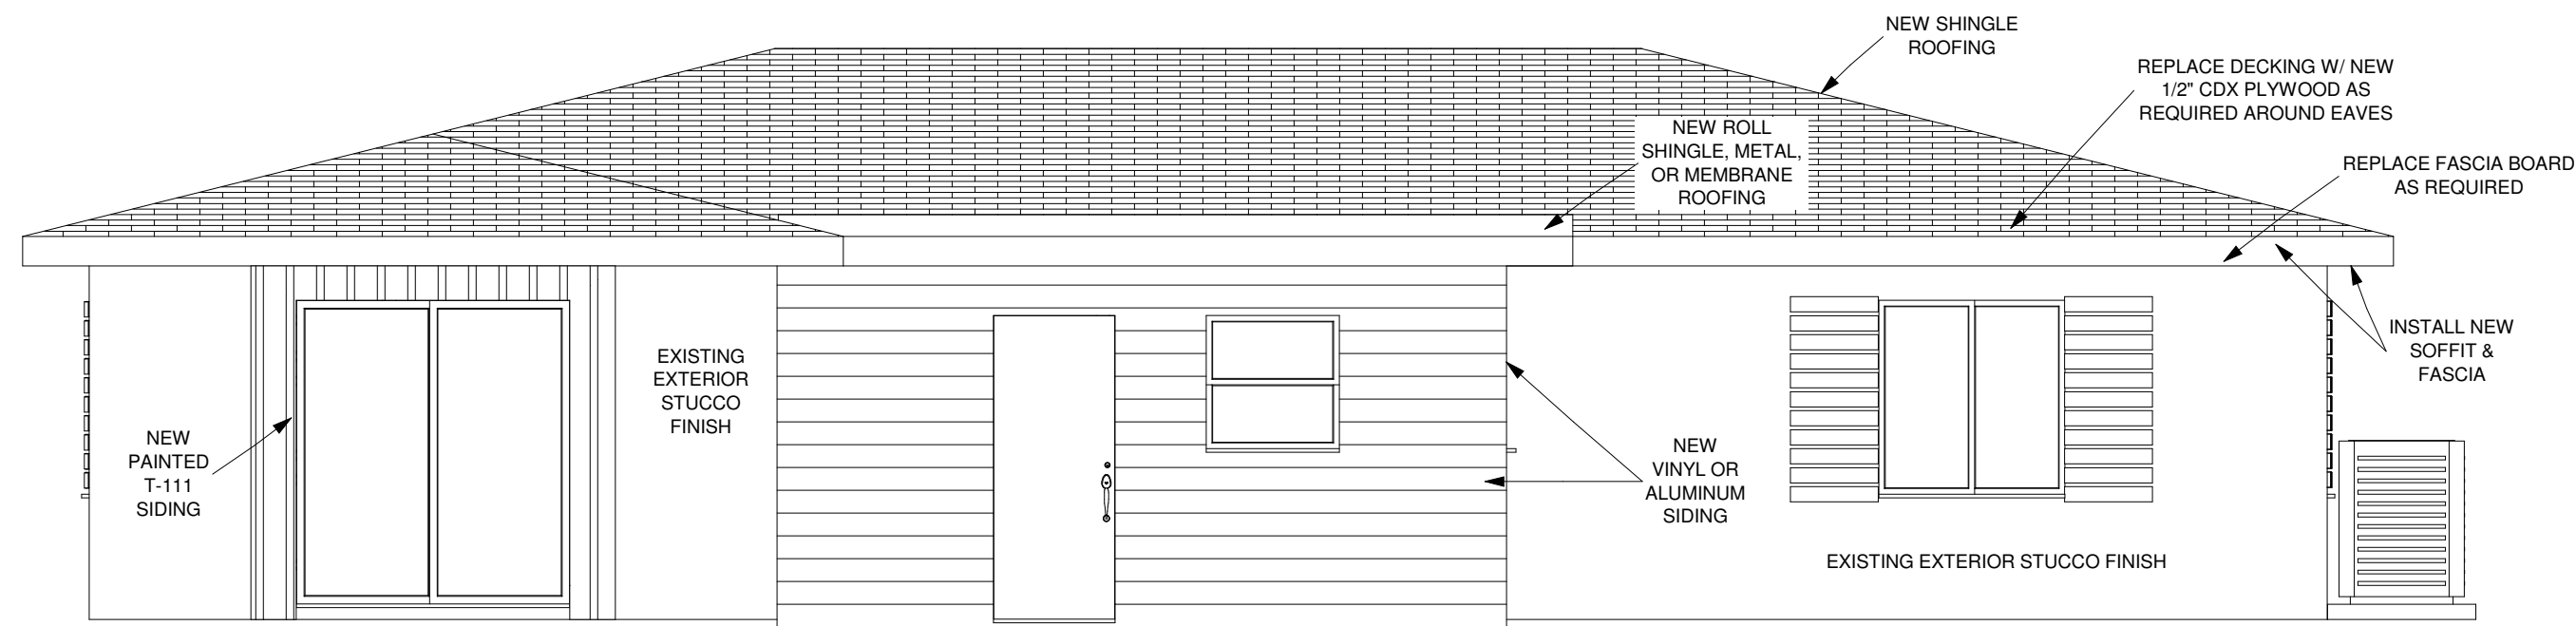 NEW SHINGLE
ROOFING
REPLACE DECKING W/ NEW
1/2" CDX PLYWOOD AS
REQUIRED AROUND EAVES
NEW ROLL
SHINGLE, METAL,
OR MEMBRANE
ROOFING
REPLACE FASCIA BOARD
AS REQUIRED
INSTALL NEW
SOFFIT &
FASCIA
EXISTING
EXTERIOR
STUCCO
FINISH
NEW
PAINTED
T-111
SIDING
NEW
VINYL OR
ALUMINUM
SIDING
EXISTING EXTERIOR STUCCO FINISH